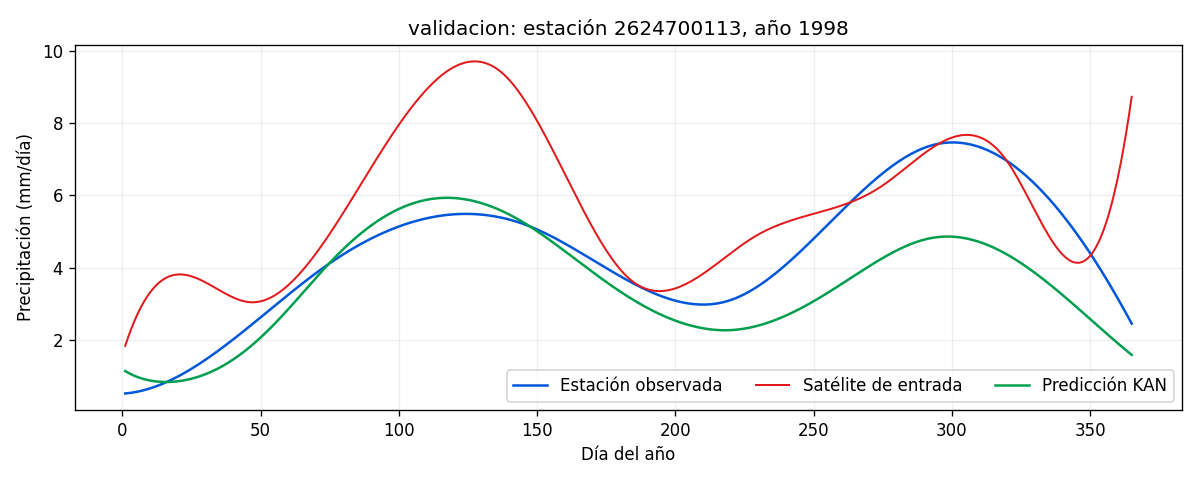 validacion: estación 2624700113, año 1998
Precipitación (mm/día)
10
8
6
4
2
0 50 100 150 200 250 300 350
Día del año
Estación observada Satélite de entrada Predicción KAN